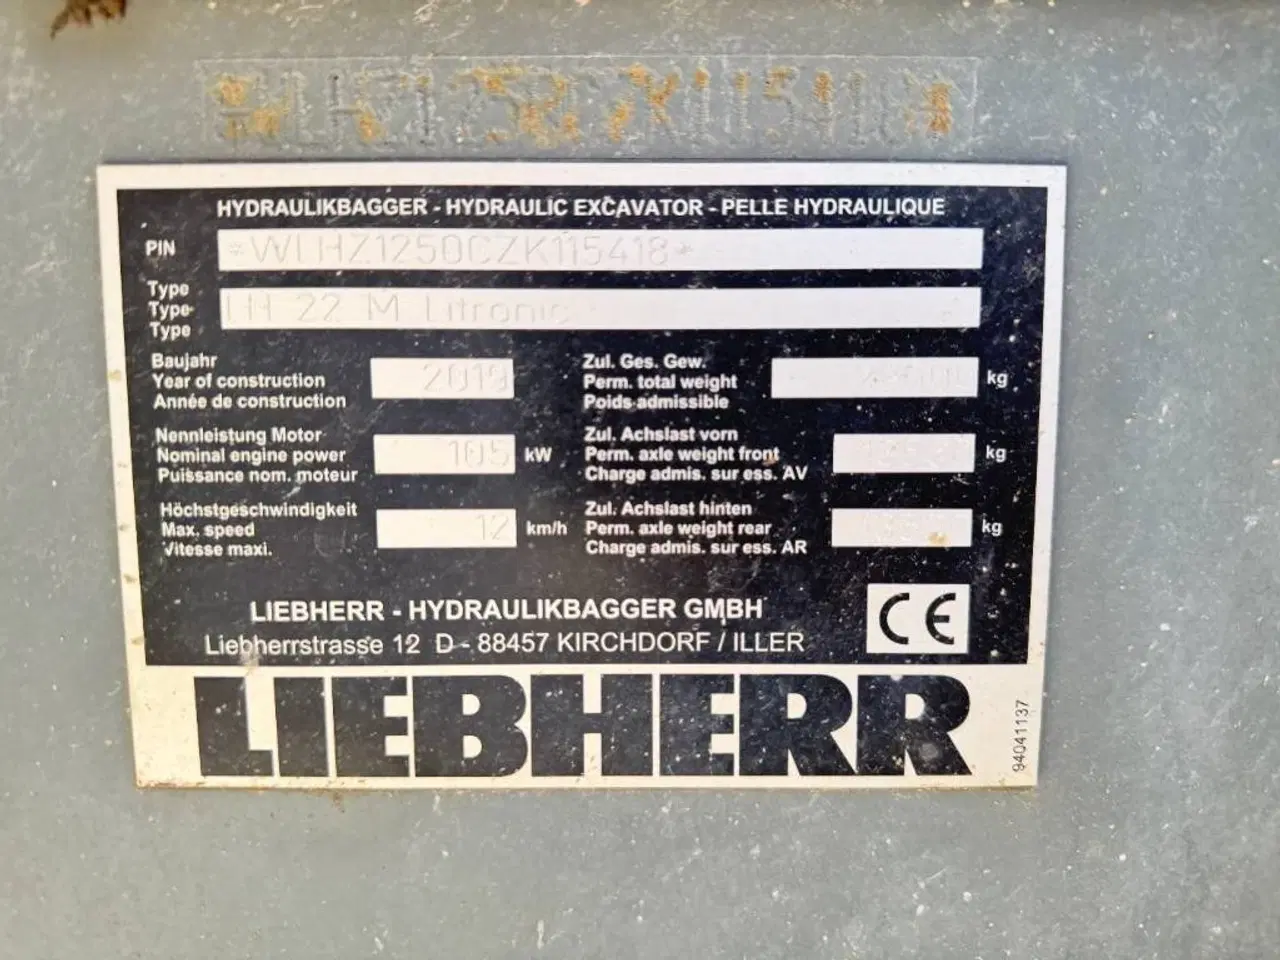 *WLHZ1250CZK115418*
HYDRAULIKBAGGER - HYDRAULIC EXCAVATOR - PELLE HYDRAULIQUE
PIN *WLHZ1250CZK115418*
Type
Type LH 22 M Litronic
Type
Baujahr
Year of construction 2019
Année de construction
Zul. Ges. Gew.
Perm. total weight kg
Poids admissible
Nennleistung Motor
Nominal engine power 105 kW
Puissance nom. moteur
Zul. Achslast vorn
Perm. axle weight front kg
Charge admis. sur ess. AV
Höchstgeschwindigkeit
Max. speed 12 km/h
Vitesse maxi.
Zul. Achslast hinten
Perm. axle weight rear kg
Charge admis. sur ess. AR
LIEBHERR - HYDRAULIKBAGGER GMBH
Liebherrstrasse 12 D - 88457 KIRCHDORF / ILLER
CE
LIEBHERR
94041137